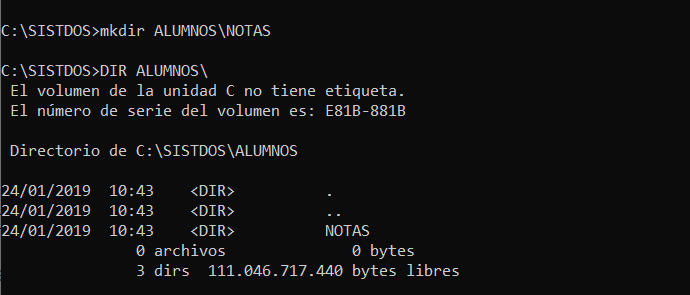 C:\SISTDOS>mkdir ALUMNOS\NOTAS
C:\SISTDOS>DIR ALUMNOS\
El volumen de la unidad C no tiene etiqueta.
El número de serie del volumen es: E81B-881B
Directorio de C:\SISTDOS\ALUMNOS
24/01/2019  10:43    <DIR>          .
24/01/2019  10:43    <DIR>          ..
24/01/2019  10:43    <DIR>          NOTAS
0 archivos              0 bytes
3 dirs  111.046.717.440 bytes libres